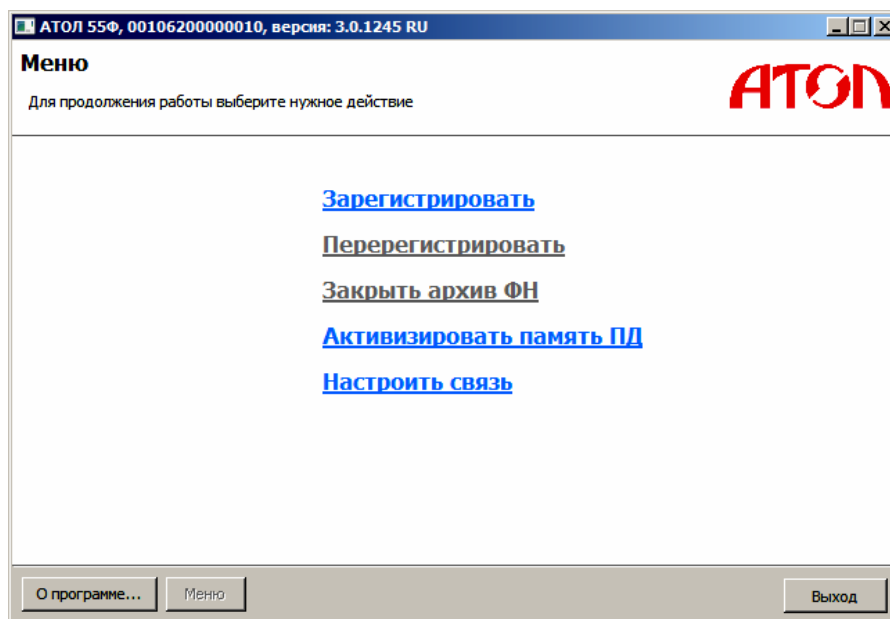 АТОЛ 55Ф, 00106200000010, версия: 3.0.1245 RU
Меню
Для продолжения работы выберите нужное действие
АТОЛ
Зарегистрировать
Перерегистрировать
Закрыть архив ФН
Активизировать память ПД
Настроить связь
О программе... Меню Выход